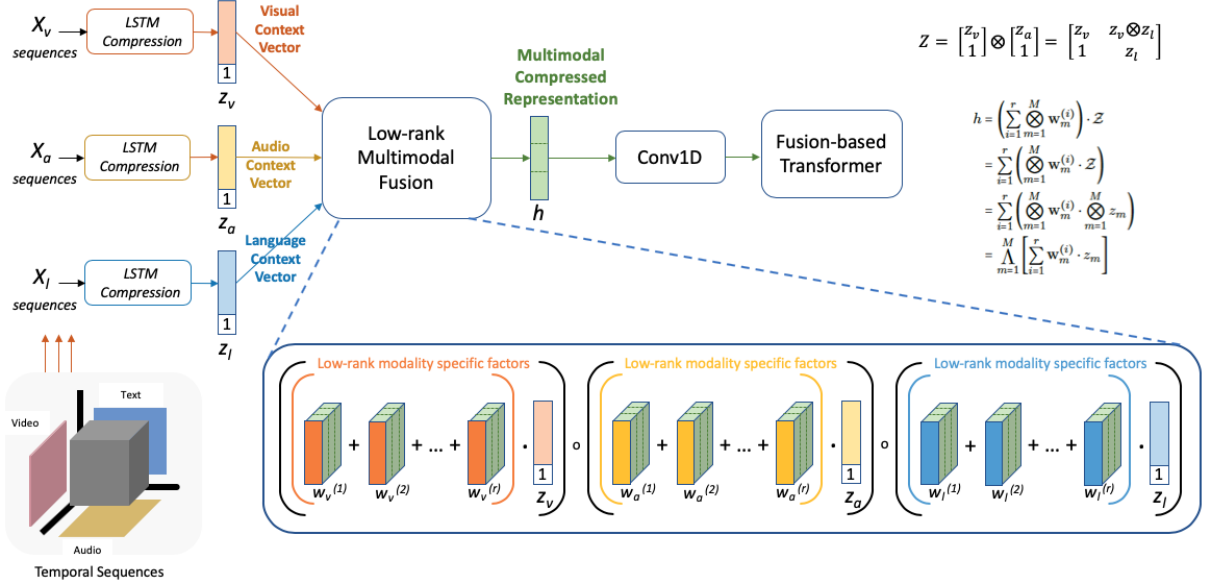 X_v
sequences
LSTM
Compression
1
z_v
Visual
Context
Vector
X_a
sequences
LSTM
Compression
1
z_a
Audio
Context
Vector
X_l
sequences
LSTM
Compression
1
z_l
Language
Context
Vector
Low-rank
Multimodal
Fusion
Multimodal
Compressed
Representation
h
Conv1D
Fusion-based
Transformer
Z = [z_v 1] ⊗ [z_a 1] = [z_v z_v⊗z_l 1 z_l]
h = (∑_{i=1}^{r} ⊗_{m=1}^{M} w_m^{(i)}) · Z
= ∑_{i=1}^{r} (⊗_{m=1}^{M} w_m^{(i)} · Z)
= ∑_{i=1}^{r} (⊗_{m=1}^{M} w_m^{(i)} · ⊗_{m=1}^{M} z_m)
= Λ_{m=1}^{M} [∑_{i=1}^{r} w_m^{(i)} · z_m]
Video
Text
Audio
Temporal Sequences
Low-rank modality specific factors
+ + ... + ·
w_v^{(1)} w_v^{(2)} w_v^{(r)}
1
z_v
∘
Low-rank modality specific factors
+ + ... + ·
w_a^{(1)} w_a^{(2)} w_a^{(r)}
1
z_a
∘
Low-rank modality specific factors
+ + ... + ·
w_l^{(1)} w_l^{(2)} w_l^{(r)}
1
z_l